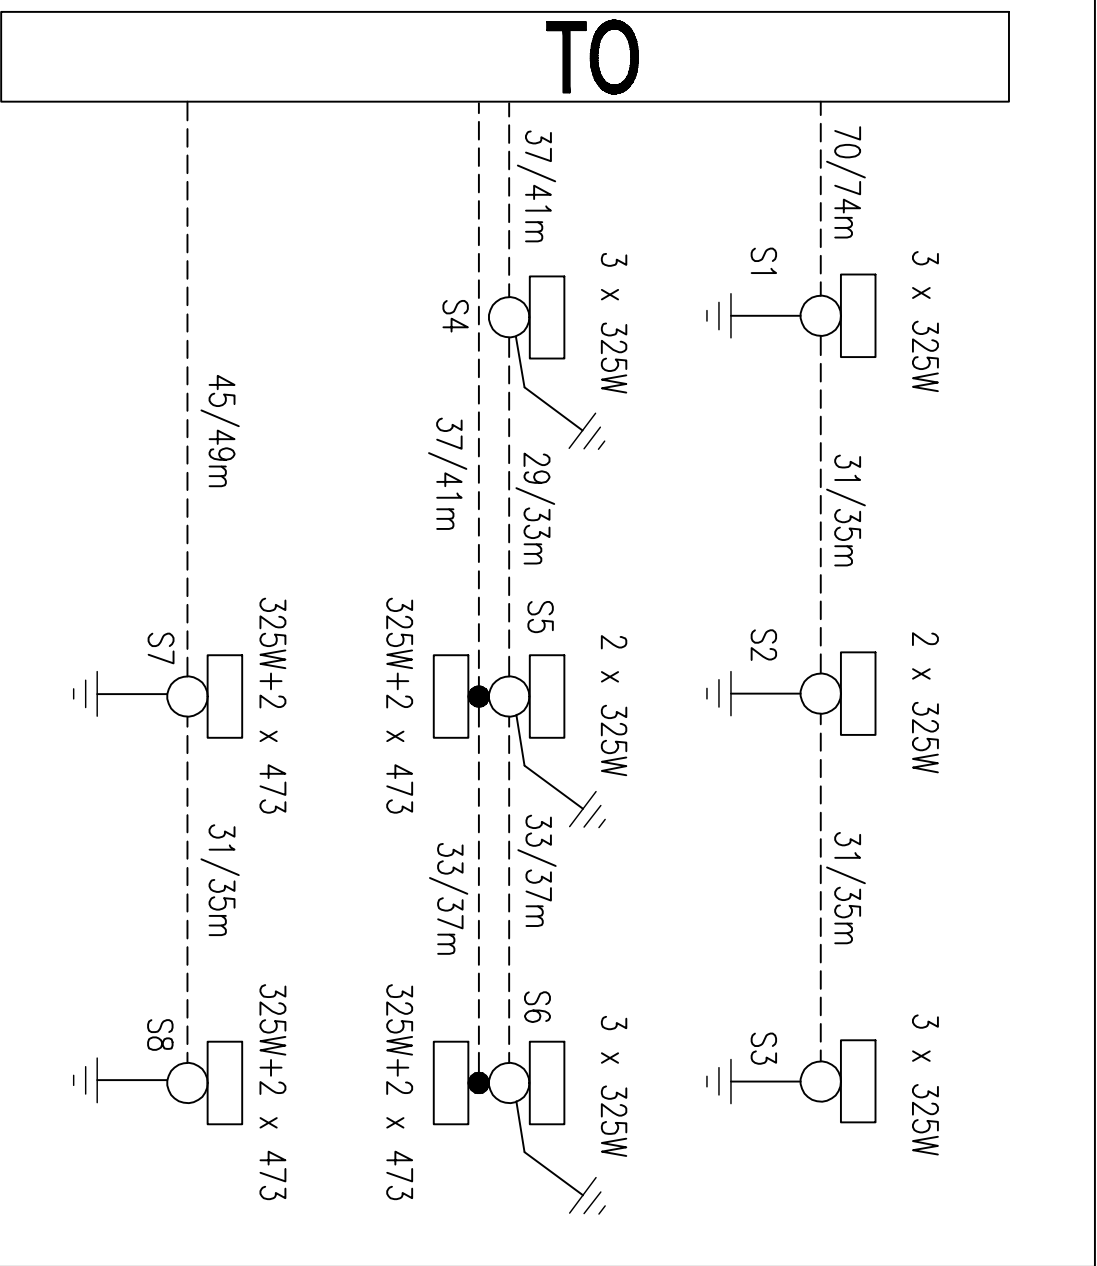 TO
70/74m
3 x 325W
S1
31/35m
2 x 325W
S2
31/35m
3 x 325W
S3
37/41m
3 x 325W
S4
29/33m
2 x 325W
S5
33/37m
3 x 325W
S6
37/41m
325W+2 x 473
33/37m
325W+2 x 473
45/49m
325W+2 x 473
S7
31/35m
325W+2 x 473
S8